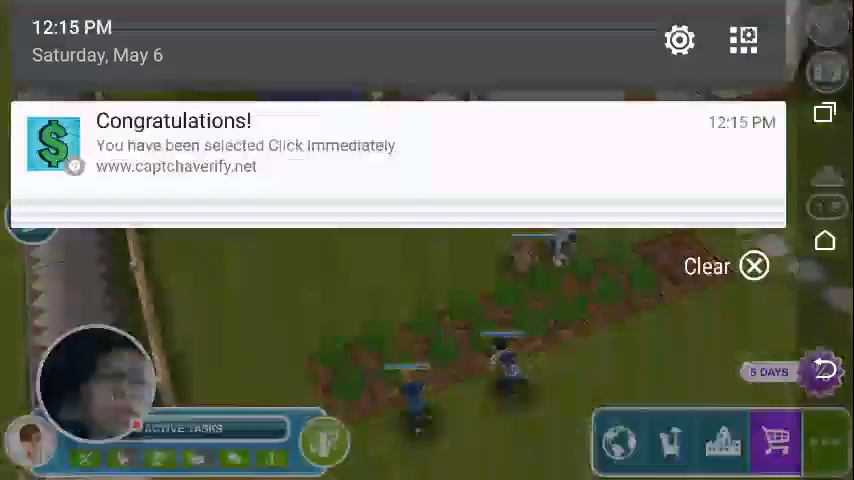 12:15 PM
Saturday, May 6
Congratulations!
12:15 PM
You have been selected Click Immediately
www.captchaverify.net
Clear
5 DAYS
ACTIVE TASKS